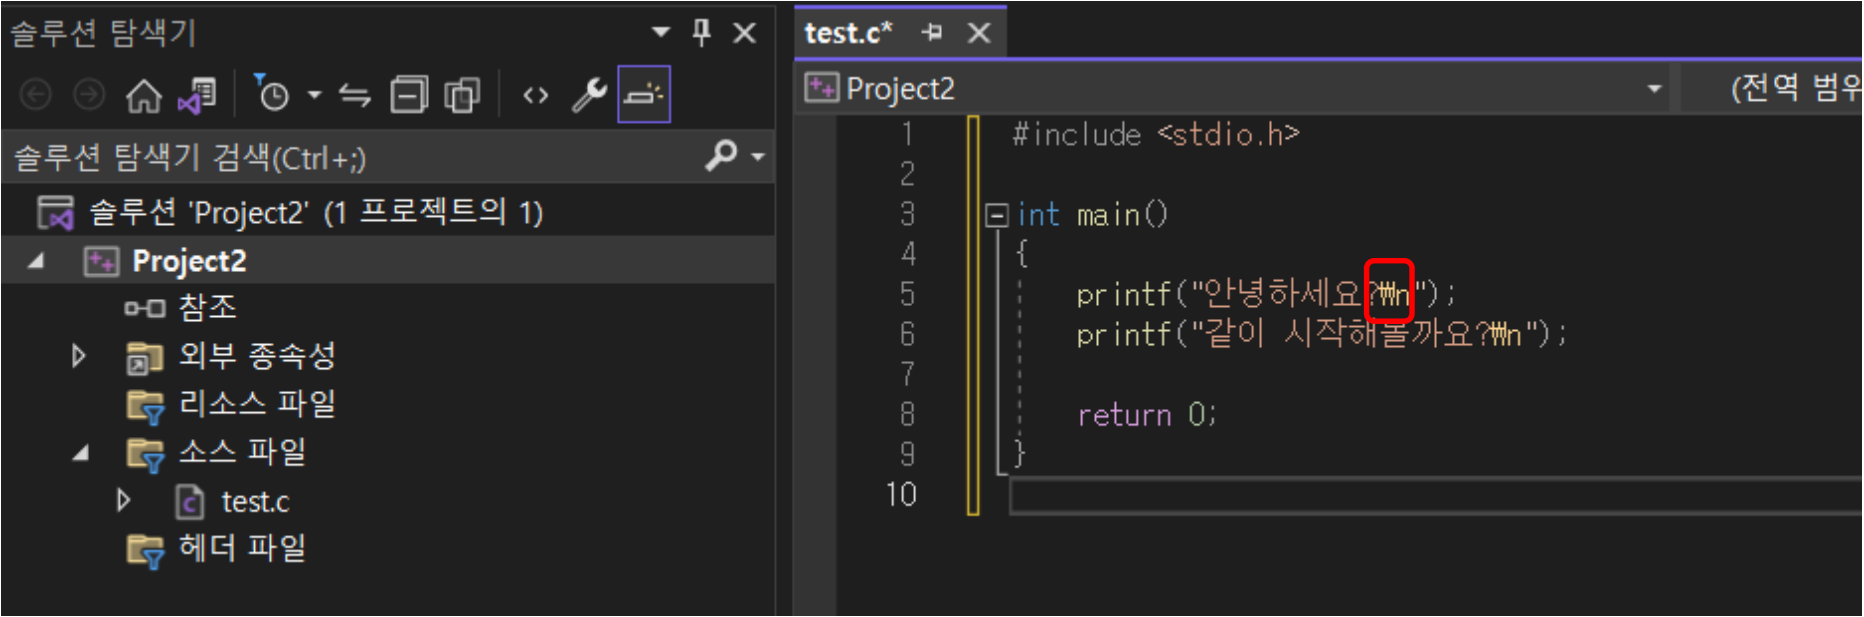 솔루션 탐색기
솔루션 탐색기 검색(Ctrl+;)
솔루션 'Project2' (1 프로젝트의 1)
Project2
참조
외부 종속성
리소스 파일
소스 파일
test.c
헤더 파일
test.c*
Project2
(전역 범위
1 #include <stdio.h>
2
3 int main()
4 {
5 printf("안녕하세요?₩n");
6 printf("같이 시작해볼까요?₩n");
7
8 return 0;
9 }
10